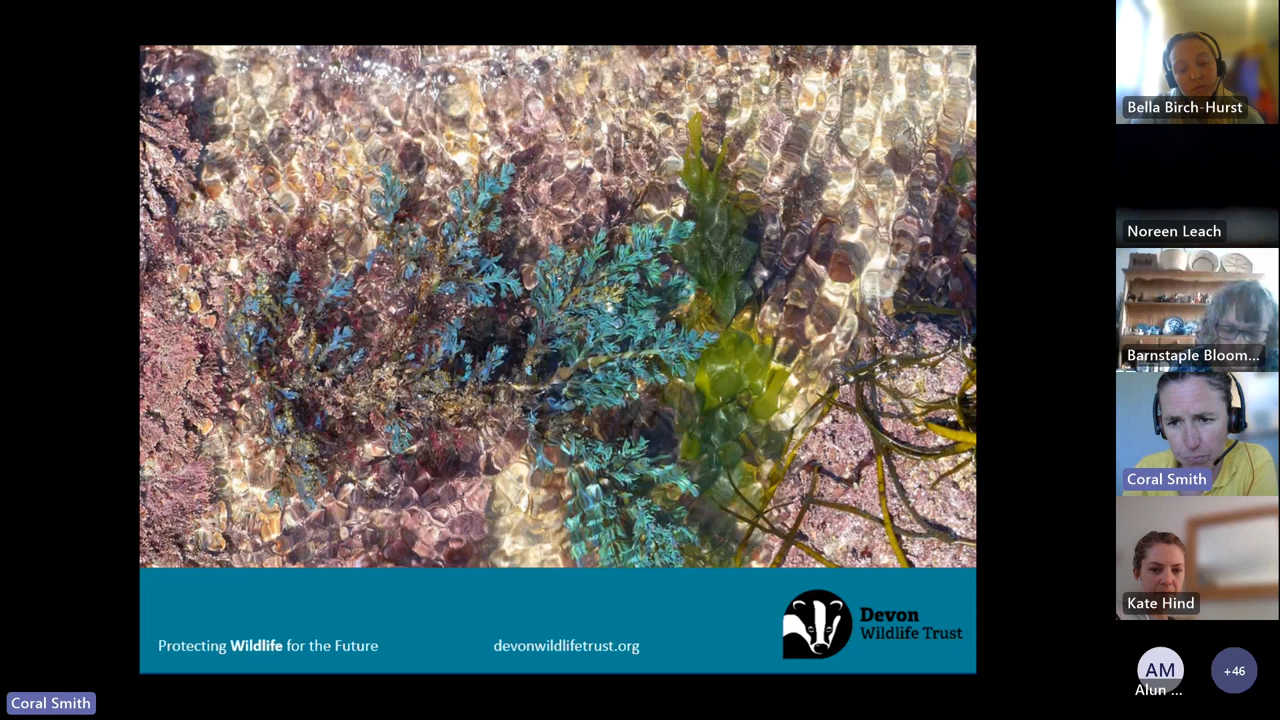 Bella Birch-Hurst
Noreen Leach
Barnstaple Bloom...
Coral Smith
Kate Hind
AM
Alun ...
+46
Protecting Wildlife for the Future
devonwildlifetrust.org
Devon
Wildlife Trust
Coral Smith